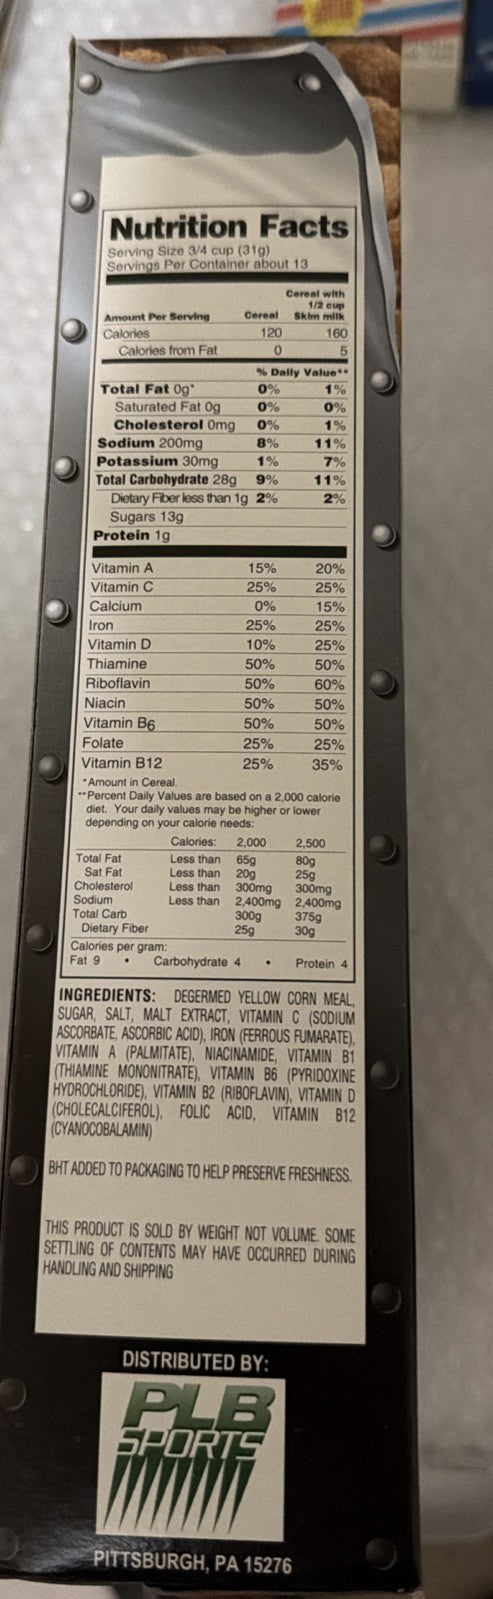 Nutrition Facts
Serving Size 3/4 cup (31g)
Servings Per Container about 13
Cereal with
1/2 cup
Amount Per Serving Cereal Skim milk
Calories 120 160
Calories from Fat 0 5
% Daily Value**
Total Fat 0g* 0% 1%
Saturated Fat 0g 0% 0%
Cholesterol 0mg 0% 1%
Sodium 200mg 8% 11%
Potassium 30mg 1% 7%
Total Carbohydrate 28g 9% 11%
Dietary Fiber less than 1g 2% 2%
Sugars 13g
Protein 1g
Vitamin A 15% 20%
Vitamin C 25% 25%
Calcium 0% 15%
Iron 25% 25%
Vitamin D 10% 25%
Thiamine 50% 50%
Riboflavin 50% 60%
Niacin 50% 50%
Vitamin B6 50% 50%
Folate 25% 25%
Vitamin B12 25% 35%
*Amount in Cereal.
**Percent Daily Values are based on a 2,000 calorie
diet. Your daily values may be higher or lower
depending on your calorie needs:
Calories: 2,000 2,500
Total Fat Less than 65g 80g
Sat Fat Less than 20g 25g
Cholesterol Less than 300mg 300mg
Sodium Less than 2,400mg 2,400mg
Total Carb 300g 375g
Dietary Fiber 25g 30g
Calories per gram:
Fat 9 • Carbohydrate 4 • Protein 4
INGREDIENTS: DEGERMED YELLOW CORN MEAL,
SUGAR, SALT, MALT EXTRACT, VITAMIN C (SODIUM
ASCORBATE, ASCORBIC ACID), IRON (FERROUS FUMARATE),
VITAMIN A (PALMITATE), NIACINAMIDE, VITAMIN B1
(THIAMINE MONONITRATE), VITAMIN B6 (PYRIDOXINE
HYDROCHLORIDE), VITAMIN B2 (RIBOFLAVIN), VITAMIN D
(CHOLECALCIFEROL), FOLIC ACID, VITAMIN B12
(CYANOCOBALAMIN)
BHT ADDED TO PACKAGING TO HELP PRESERVE FRESHNESS.
THIS PRODUCT IS SOLD BY WEIGHT NOT VOLUME. SOME
SETTLING OF CONTENTS MAY HAVE OCCURRED DURING
HANDLING AND SHIPPING
DISTRIBUTED BY:
PLB
SPORTS
PITTSBURGH, PA 15276